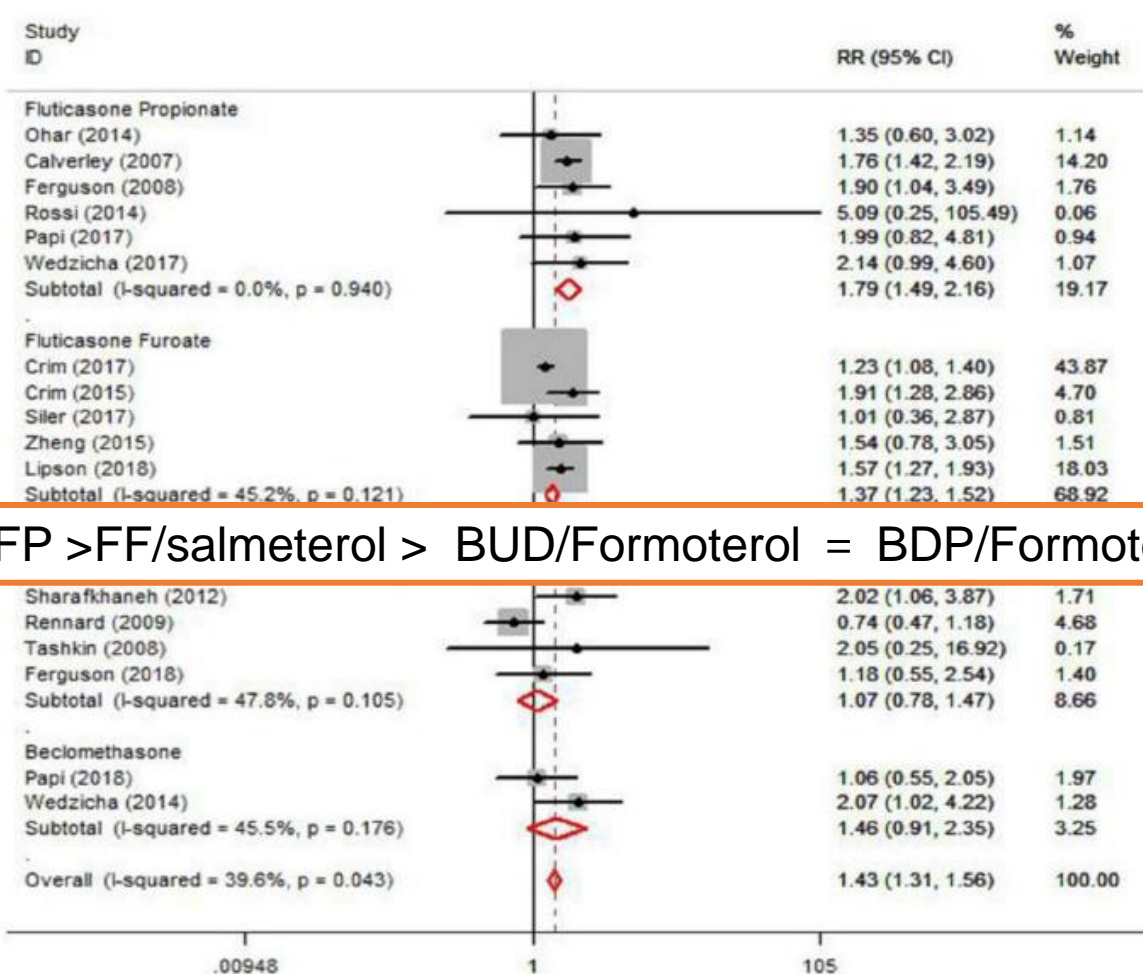 Study %
ID RR (95% CI) Weight
Fluticasone Propionate
Ohar (2014) 1.35 (0.60, 3.02) 1.14
Calverley (2007) 1.76 (1.42, 2.19) 14.20
Ferguson (2008) 1.90 (1.04, 3.49) 1.76
Rossi (2014) 5.09 (0.25, 105.49) 0.06
Papi (2017) 1.99 (0.82, 4.81) 0.94
Wedzicha (2017) 2.14 (0.99, 4.60) 1.07
Subtotal (I-squared = 0.0%, p = 0.940) 1.79 (1.49, 2.16) 19.17
.
Fluticasone Furoate
Crim (2017) 1.23 (1.08, 1.40) 43.87
Crim (2015) 1.91 (1.28, 2.86) 4.70
Siler (2017) 1.01 (0.36, 2.87) 0.81
Zheng (2015) 1.54 (0.78, 3.05) 1.51
Lipson (2018) 1.57 (1.27, 1.93) 18.03
Subtotal (I-squared = 45.2%, p = 0.121) 1.37 (1.23, 1.52) 68.92
FP >FF/salmeterol > BUD/Formoterol = BDP/Formot
Sharafkhaneh (2012) 2.02 (1.06, 3.87) 1.71
Rennard (2009) 0.74 (0.47, 1.18) 4.68
Tashkin (2008) 2.05 (0.25, 16.92) 0.17
Ferguson (2018) 1.18 (0.55, 2.54) 1.40
Subtotal (I-squared = 47.8%, p = 0.105) 1.07 (0.78, 1.47) 8.66
.
Beclomethasone
Papi (2018) 1.06 (0.55, 2.05) 1.97
Wedzicha (2014) 2.07 (1.02, 4.22) 1.28
Subtotal (I-squared = 45.5%, p = 0.176) 1.46 (0.91, 2.35) 3.25
.
Overall (I-squared = 39.6%, p = 0.043) 1.43 (1.31, 1.56) 100.00
.00948 1 105